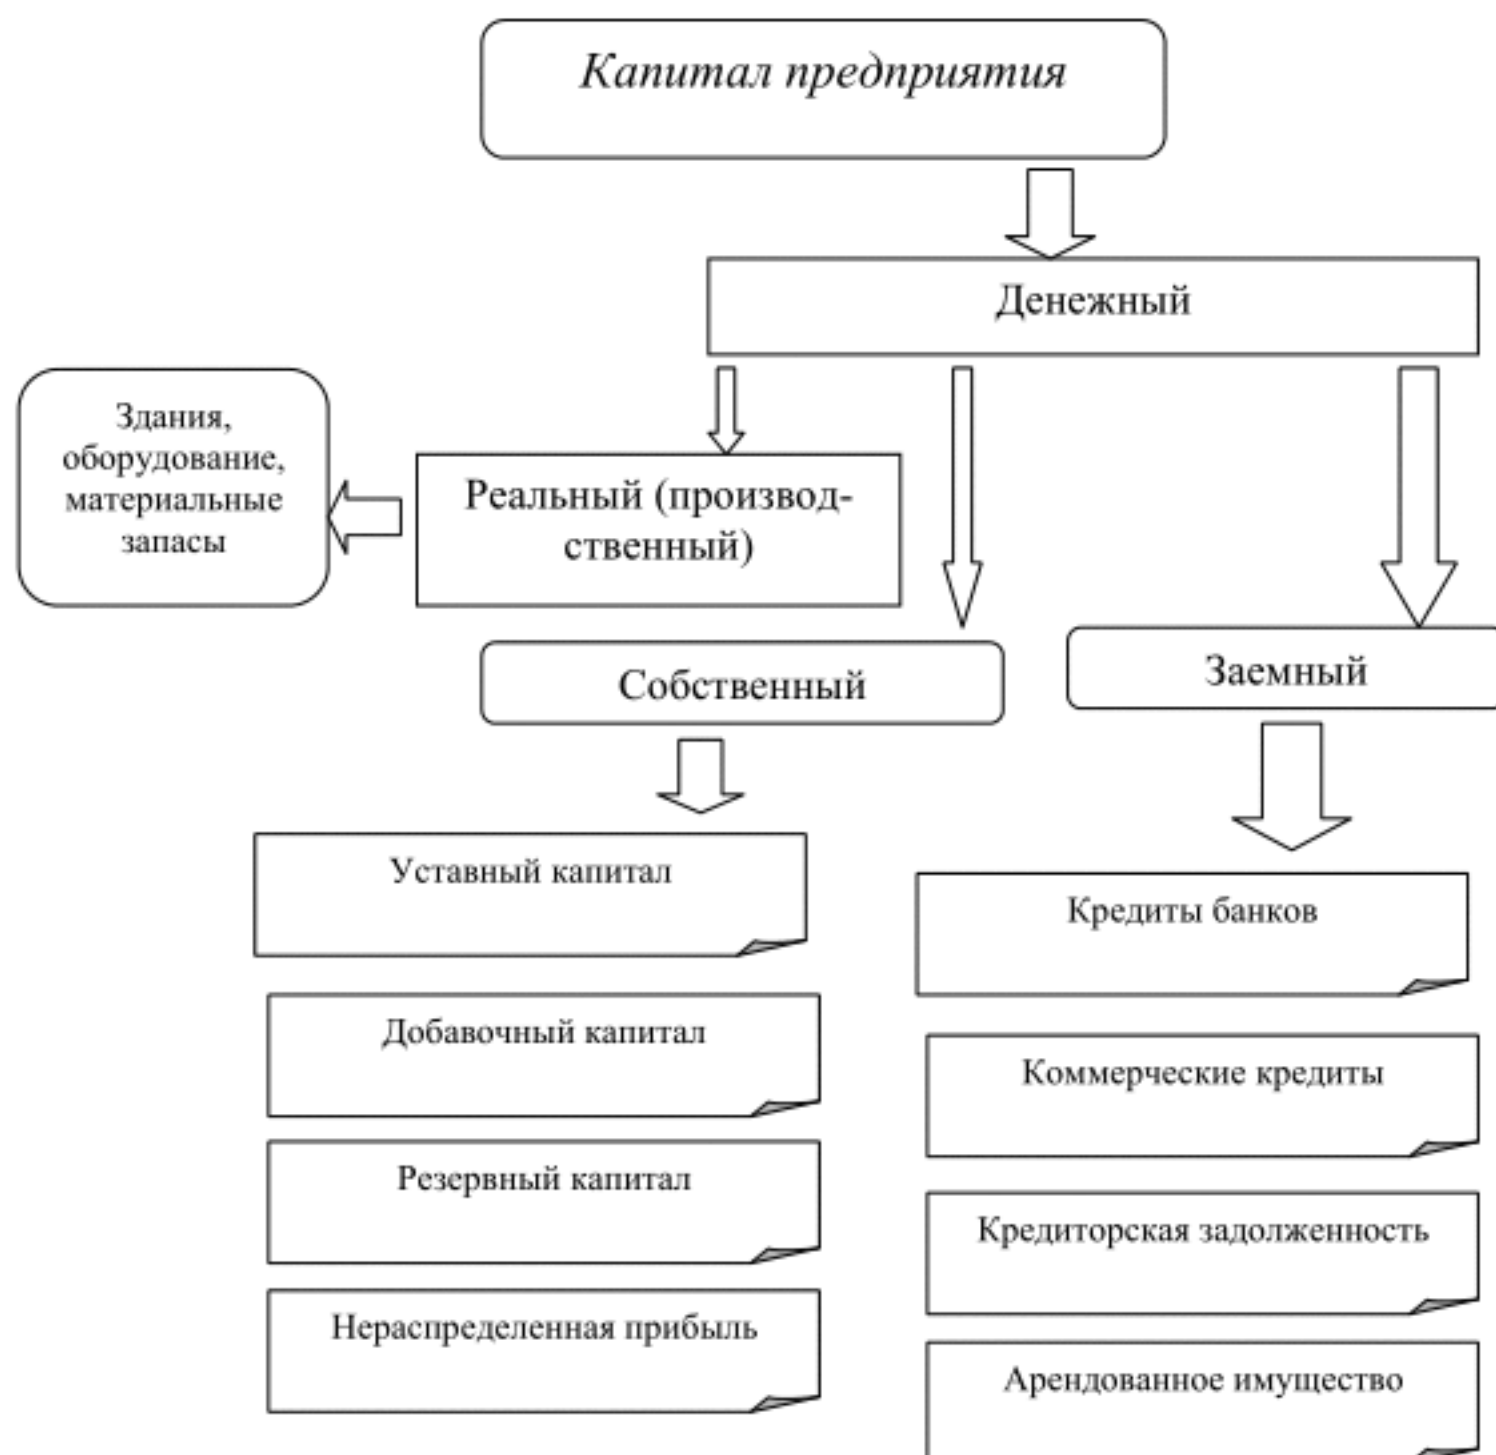 Капитал предприятия
Денежный
Здания,
оборудование,
материальные
запасы
Реальный (производ-
ственный)
Собственный
Заемный
Уставный капитал
Добавочный капитал
Резервный капитал
Нераспределенная прибыль
Кредиты банков
Коммерческие кредиты
Кредиторская задолженность
Арендованное имущество